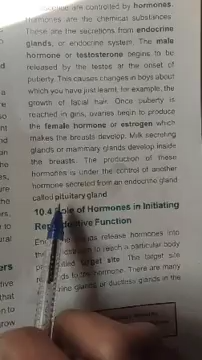 are controlled by hormones.
Hormones are the chemical substances
These are the secretions from endocrine
glands, or endocrine system. The male
hormone or testosterone begins to be
released by the testes at the onset of
puberty. This causes changes in boys about
which you have just learnt, for example, the
growth of facial hair. Once puberty is
reached in girls, ovaries begin to produce
the female hormone or estrogen which
makes the breasts develop. Milk secreting
glands or mammary glands develop inside
the breasts. The production of these
hormones is under the control of another
hormone secreted from an endocrine gland
called pituitary gland
10.4 Role of Hormones in Initiating
Function
release hormones into
to reach a particular body
target site. The target site
to the hormone. There are many
glands or ductless glands in the
ers
tive
that
n to
row